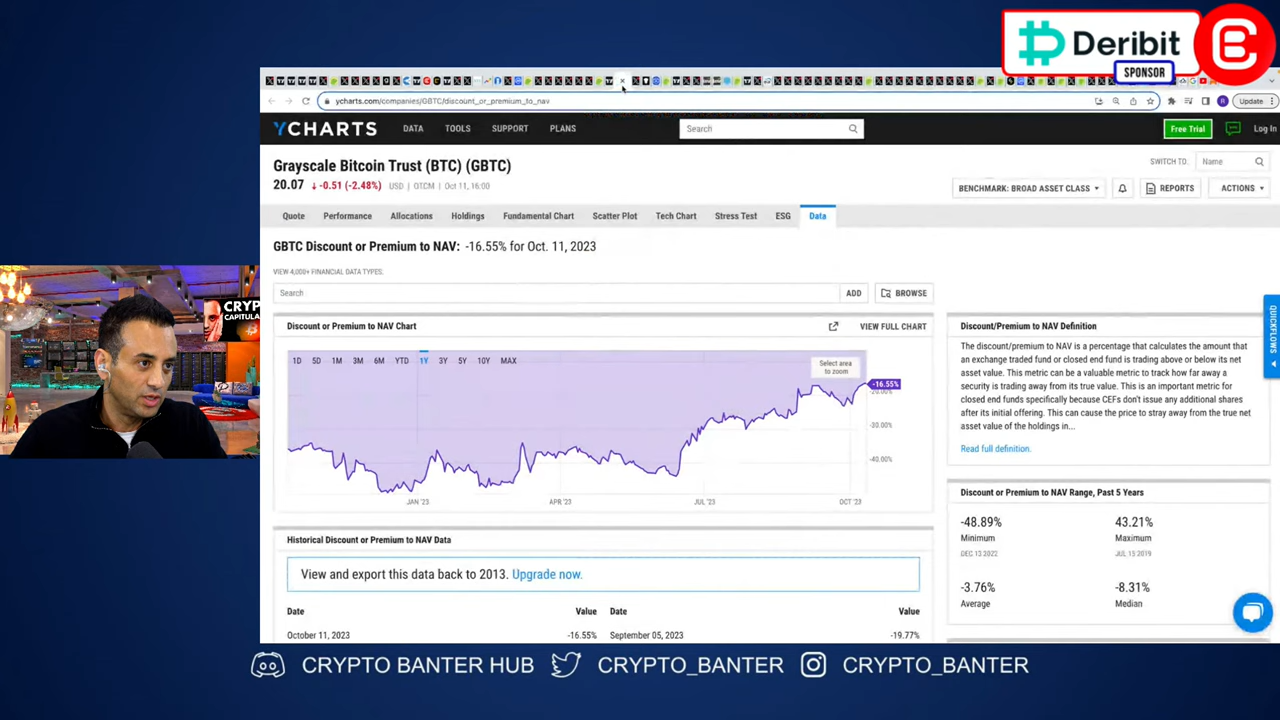 Deribit
SPONSOR
ycharts.com/companies/GBTC/discount_or_premium_to_nav
Update
YCHARTS
DATA
TOOLS
SUPPORT
PLANS
Search
Free Trial
Log In
Grayscale Bitcoin Trust (BTC) (GBTC)
20.07 ↓ -0.51 (-2.48%) USD | OTCM | Oct 11, 16:00
SWITCH TO:
Name
BENCHMARK: BROAD ASSET CLASS
REPORTS
ACTIONS
Quote
Performance
Allocations
Holdings
Fundamental Chart
Scatter Plot
Tech Chart
Stress Test
ESG
Data
GBTC Discount or Premium to NAV: -16.55% for Oct. 11, 2023
VIEW 4,000+ FINANCIAL DATA TYPES:
Search
ADD
BROWSE
Discount or Premium to NAV Chart
VIEW FULL CHART
1D 5D 1M 3M 6M YTD 1Y 3Y 5Y 10Y MAX
Select area
to zoom
-16.55%
-20.00%
-30.00%
-40.00%
JAN '23
APR '23
JUL '23
OCT '23
Discount/Premium to NAV Definition
The discount/premium to NAV is a percentage that calculates the amount that
an exchange traded fund or closed end fund is trading above or below its net
asset value. This metric can be a valuable metric to track how far away a
security is trading away from its true value. This is an important metric for
closed end funds specifically because CEFs don't issue any additional shares
after its initial offering. This can cause the price to stray away from the true net
asset value of the holdings in...
Read full definition.
QUICKFLOWS
Discount or Premium to NAV Range, Past 5 Years
-48.89%
Minimum
DEC 13 2022
43.21%
Maximum
JUL 15 2019
-3.76%
Average
-8.31%
Median
Historical Discount or Premium to NAV Data
View and export this data back to 2013. Upgrade now.
Date Value Date Value
October 11, 2023 -16.55% September 05, 2023 -19.77%
CRYP
CAPITULA
CRYPTO BANTER HUB
CRYPTO_BANTER
CRYPTO_BANTER